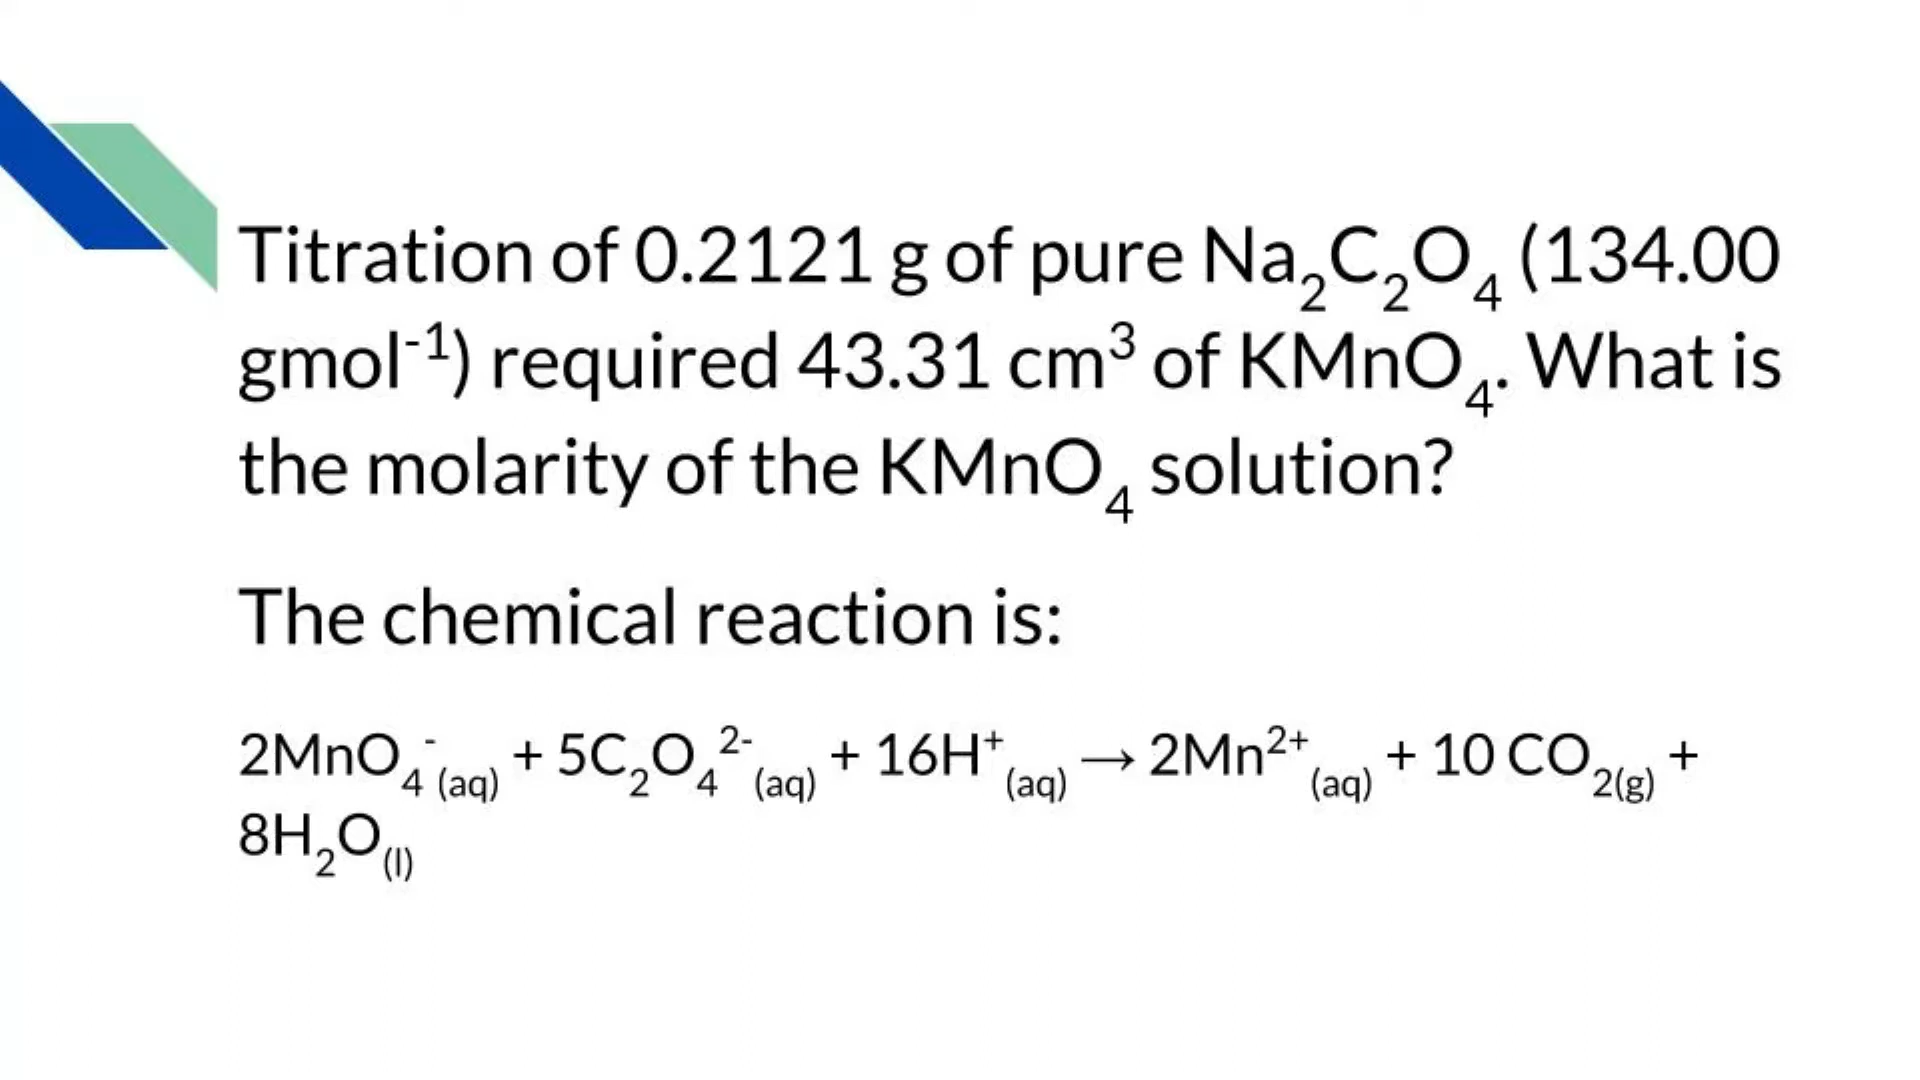 Titration of 0.2121 g of pure Na₂C₂O₄ (134.00
gmol⁻¹) required 43.31 cm³ of KMnO₄. What is
the molarity of the KMnO₄ solution?
The chemical reaction is:
2MnO₄⁻(aq) + 5C₂O₄²⁻(aq) + 16H⁺(aq) → 2Mn²⁺(aq) + 10 CO₂(g) +
8H₂O(l)